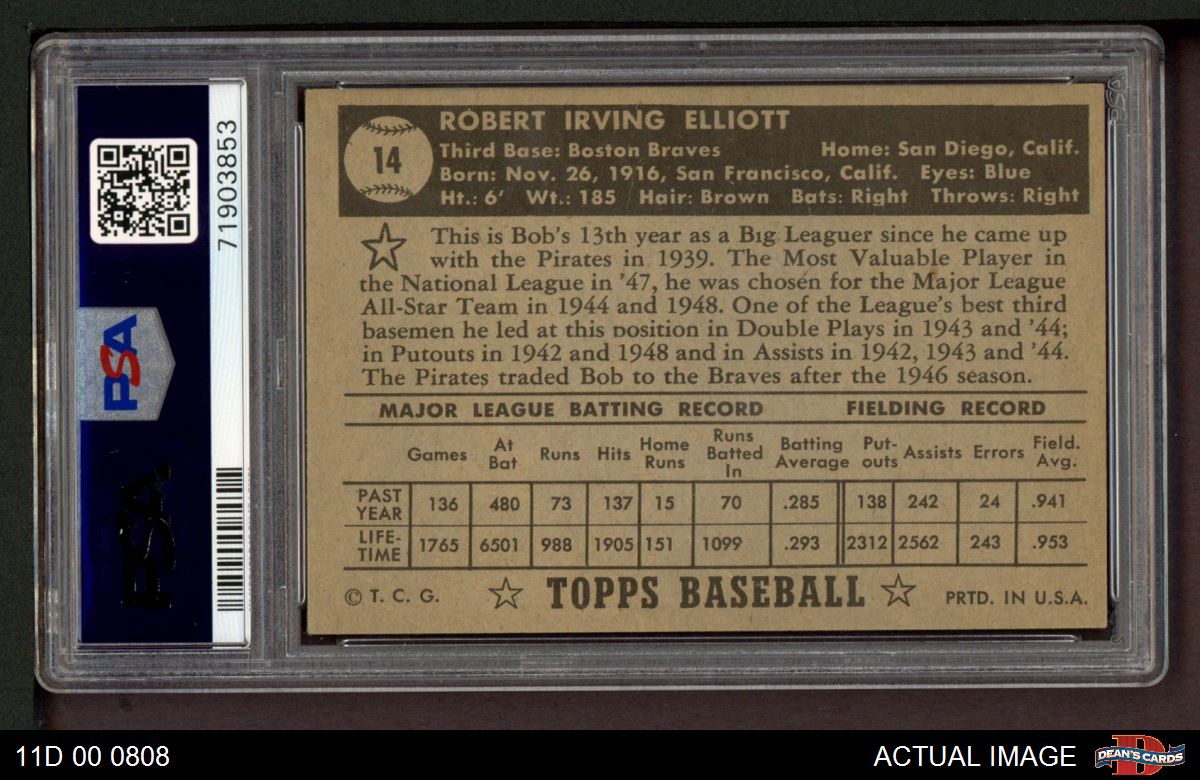 PSA
71903853
PSA
14
ROBERT IRVING ELLIOTT
Third Base: Boston Braves Home: San Diego, Calif.
Born: Nov. 26, 1916, San Francisco, Calif. Eyes: Blue
Ht.: 6' Wt.: 185 Hair: Brown Bats: Right Throws: Right
This is Bob's 13th year as a Big Leaguer since he came up
with the Pirates in 1939. The Most Valuable Player in
the National League in '47, he was chosen for the Major League
All-Star Team in 1944 and 1948. One of the League's best third
basemen he led at this position in Double Plays in 1943 and '44;
in Putouts in 1942 and 1948 and in Assists in 1942, 1943 and '44.
The Pirates traded Bob to the Braves after the 1946 season.
MAJOR LEAGUE BATTING RECORD FIELDING RECORD
Games At Bat Runs Hits Home Runs Runs Batted In Batting Average Put-outs Assists Errors Field. Avg.
PAST YEAR 136 480 73 137 15 70 .285 138 242 24 .941
LIFE-TIME 1765 6501 988 1905 151 1099 .293 2312 2562 243 .953
© T. C. G. TOPPS BASEBALL PRTD. IN U.S.A.
11D 00 0808 ACTUAL IMAGE DEAN'S CARDS